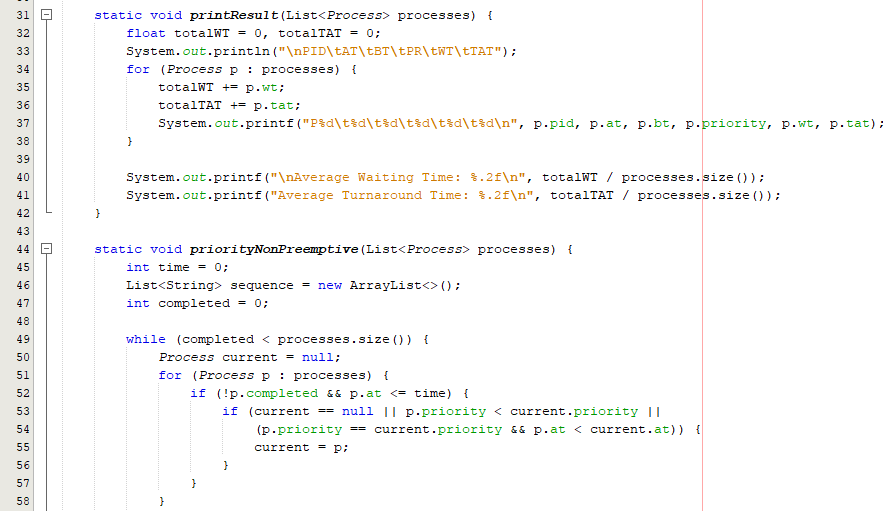 31 static void printResult(List<Process> processes) {
32 float totalWT = 0, totalTAT = 0;
33 System.out.println("\nPID\tAT\tBT\tPR\tWT\tTAT");
34 for (Process p : processes) {
35 totalWT += p.wt;
36 totalTAT += p.tat;
37 System.out.printf("P%d\t%d\t%d\t%d\t%d\t%d\n", p.pid, p.at, p.bt, p.priority, p.wt, p.tat);
38 }
39
40 System.out.printf("\nAverage Waiting Time: %.2f\n", totalWT / processes.size());
41 System.out.printf("Average Turnaround Time: %.2f\n", totalTAT / processes.size());
42 }
43
44 static void priorityNonPreemptive(List<Process> processes) {
45 int time = 0;
46 List<String> sequence = new ArrayList<>();
47 int completed = 0;
48
49 while (completed < processes.size()) {
50 Process current = null;
51 for (Process p : processes) {
52 if (!p.completed && p.at <= time) {
53 if (current == null || p.priority < current.priority ||
54 (p.priority == current.priority && p.at < current.at)) {
55 current = p;
56 }
57 }
58 }